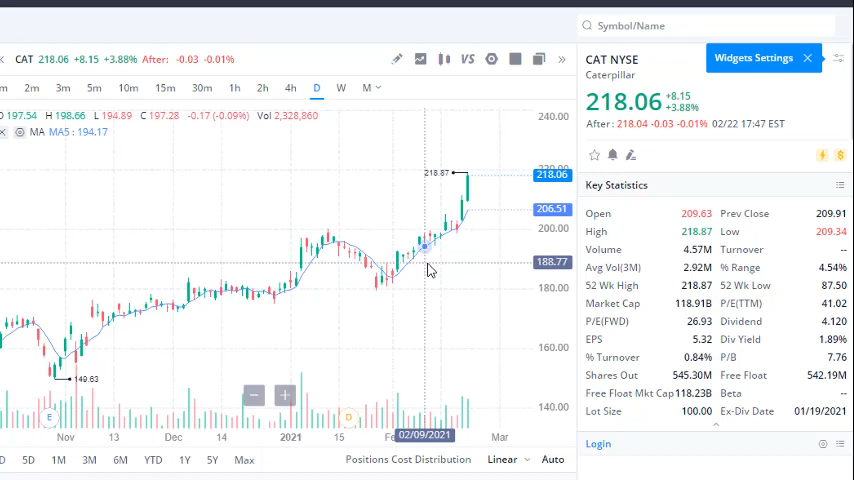 Symbol/Name
CAT 218.06 +8.15 +3.88% After: -0.03 -0.01%
VS
CAT NYSE
Widgets Settings
Caterpillar
2m 3m 5m 10m 15m 30m 1h 2h 4h D W M
218.06 +8.15 +3.88%
197.54 H 198.66 L 194.89 C 197.28 -0.17 (-0.09%) Vol 2,328,860
After : 218.04 -0.03 -0.01% 02/22 17:47 EST
MA MA5 : 194.17
240.00
220.00
218.87
218.06
206.51
200.00
188.77
180.00
160.00
149.63
140.00
E
D
Nov 13 Dec 14 2021 15 Fe 02/09/2021 Mar
D 5D 1M 3M 6M YTD 1Y 5Y Max Positions Cost Distribution Linear Auto
Key Statistics
Open 209.63 Prev Close 209.91
High 218.87 Low 209.34
Volume 4.57M Turnover --
Avg Vol(3M) 2.92M % Range 4.54%
52 Wk High 218.87 52 Wk Low 87.50
Market Cap 118.91B P/E(TTM) 41.02
P/E(FWD) 26.93 Dividend 4.120
EPS 5.32 Div Yield 1.89%
% Turnover 0.84% P/B 7.76
Shares Out 545.30M Free Float 542.19M
Free Float Mkt Cap 118.23B Beta --
Lot Size 100.00 Ex-Div Date 01/19/2021
Login